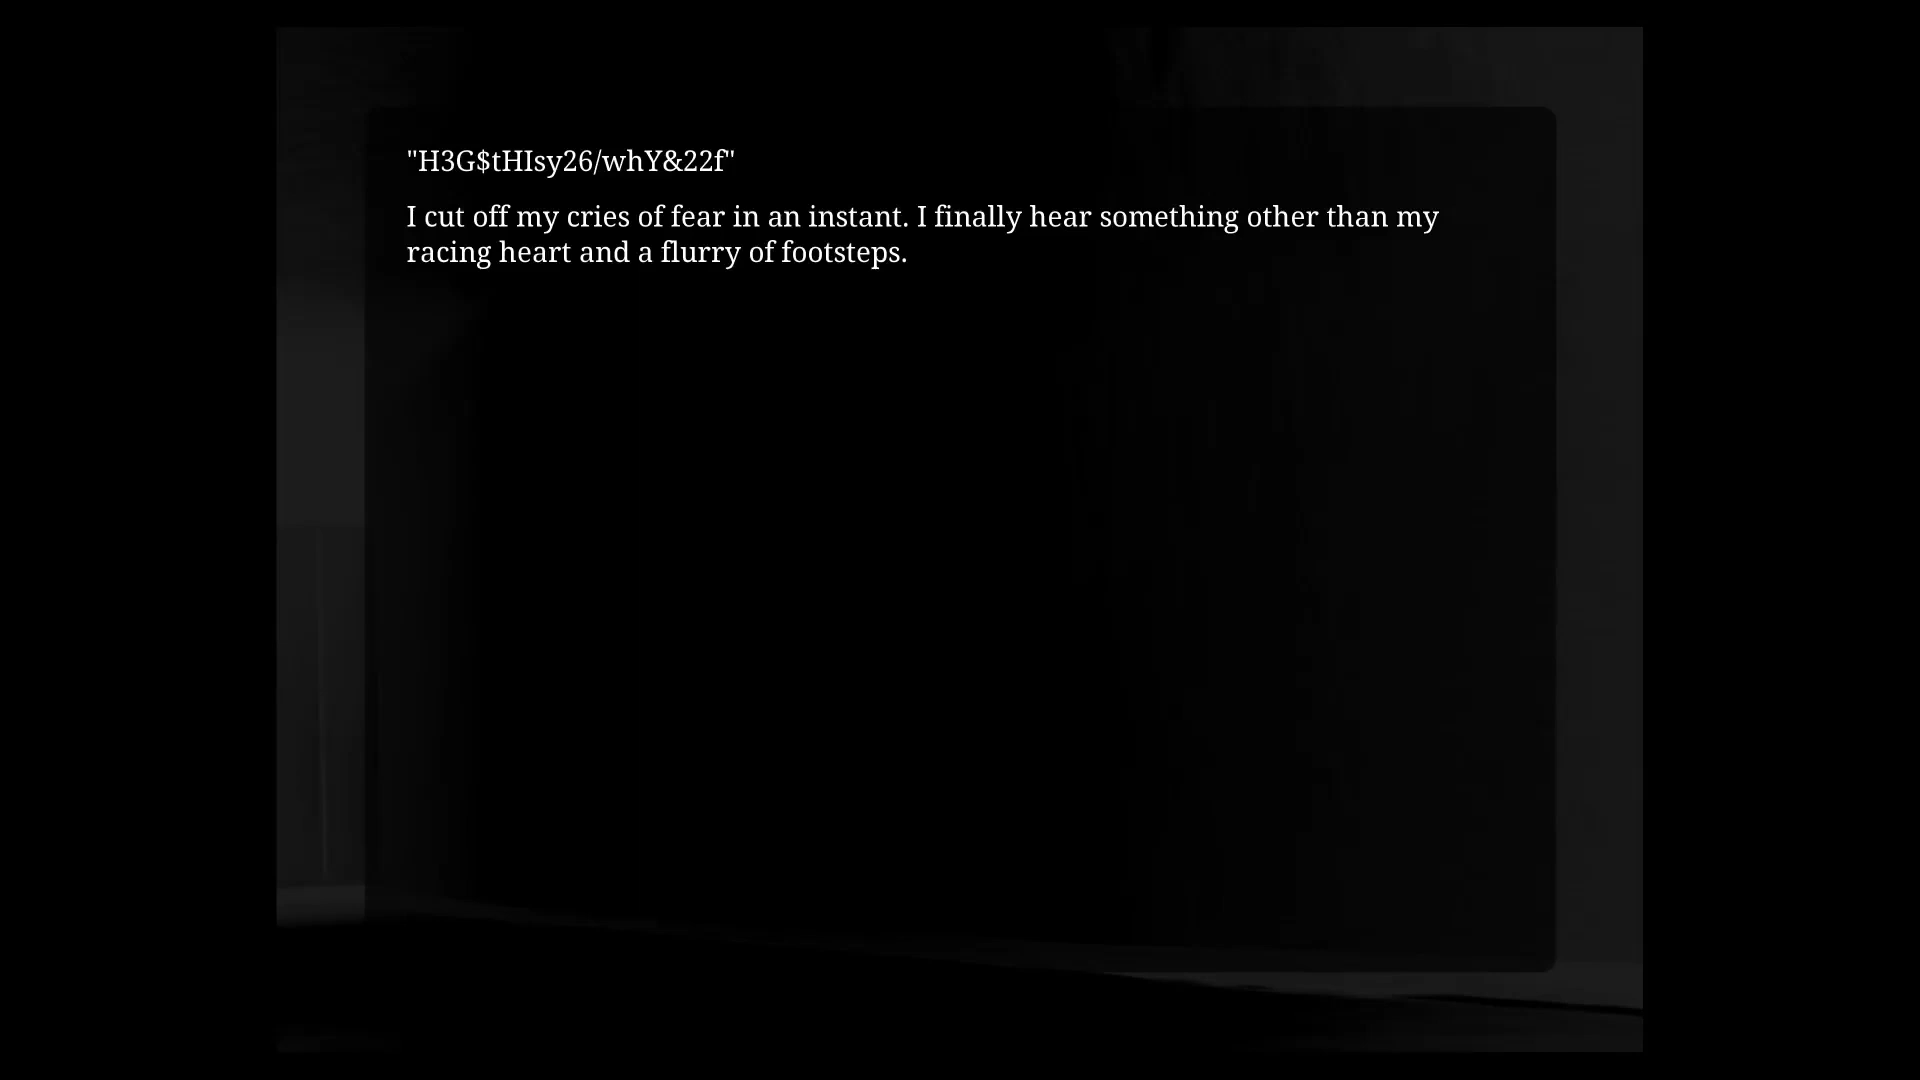 "H3G$tHIsy26/whY&22f"
I cut off my cries of fear in an instant. I finally hear something other than my
racing heart and a flurry of footsteps.